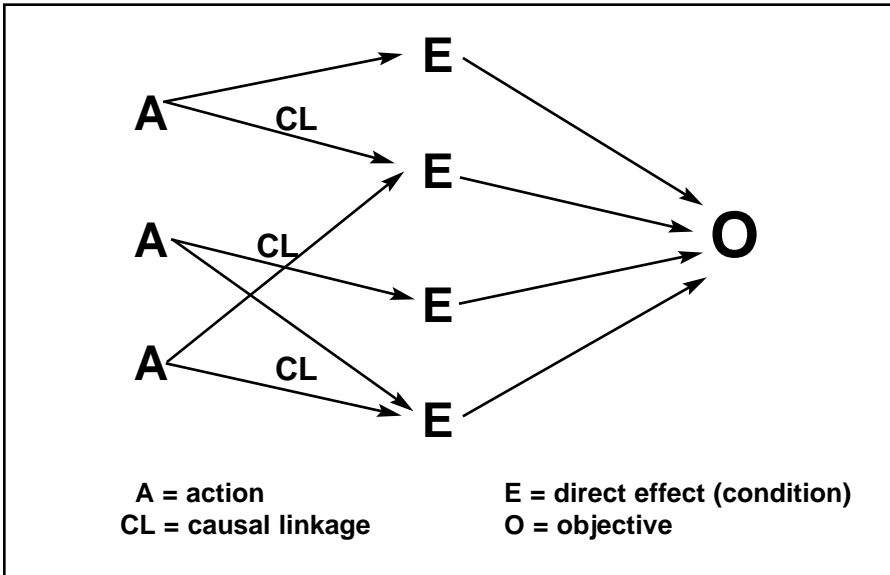 E
A
CL
E
A
CL
O
E
A
CL
E
A = action
E = direct effect (condition)
CL = causal linkage
O = objective